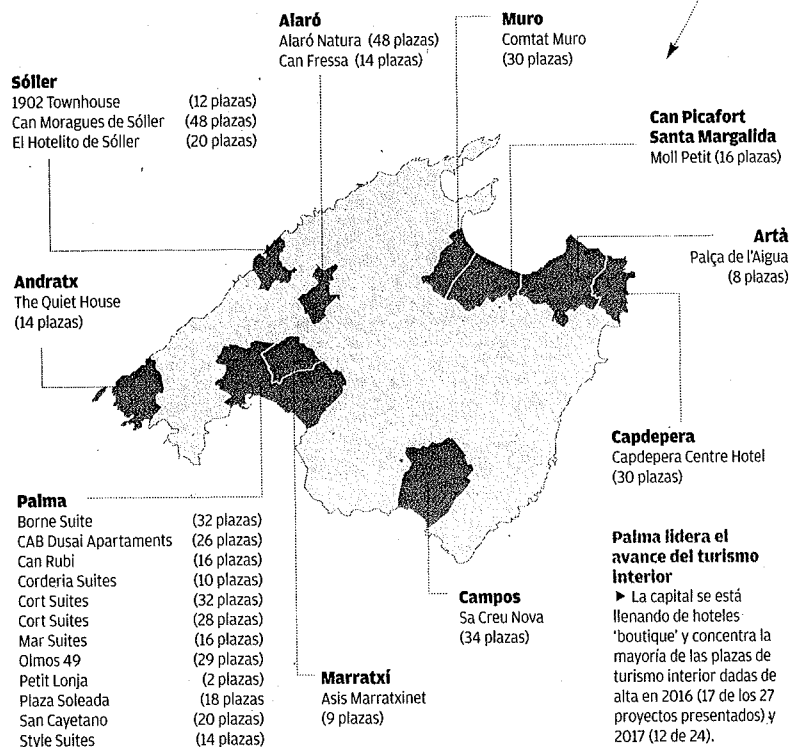 Alaró
Alaró Natura (48 plazas)
Can Fressa (14 plazas)
Muro
Comtat Muro
(30 plazas)
Sóller
1902 Townhouse (12 plazas)
Can Moragues de Sóller (48 plazas)
El Hotelito de Sóller (20 plazas)
Can Picafort
Santa Margalida
Moll Petit (16 plazas)
Artà
Palça de l'Aigua
(8 plazas)
Andratx
The Quiet House
(14 plazas)
Capdepera
Capdepera Centre Hotel
(30 plazas)
Palma
Borne Suite (32 plazas)
CAB Dusai Apartaments (26 plazas)
Can Rubi (16 plazas)
Corderia Suites (10 plazas)
Cort Suites (32 plazas)
Cort Suites (28 plazas)
Mar Suites (16 plazas)
Olmos 49 (29 plazas)
Petit Lonja (2 plazas)
Plaza Soleada (18 plazas
San Cayetano (20 plazas)
Style Suites (14 plazas)
Marratxí
Asis Marratxinet
(9 plazas)
Campos
Sa Creu Nova
(34 plazas)
Palma lidera el
avance del turismo
interior
► La capital se está
llenando de hoteles
'boutique' y concentra la
mayoría de las plazas de
turismo interior dadas de
alta en 2016 (17 de los 27
proyectos presentados) y
2017 (12 de 24).